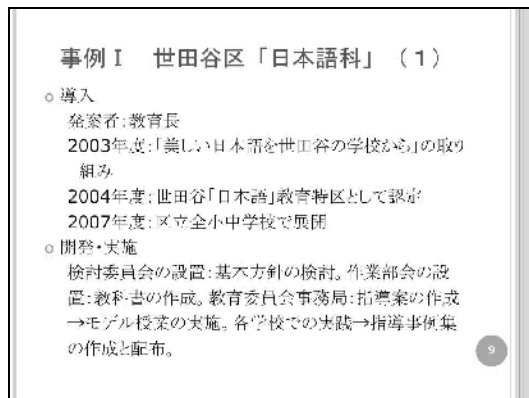 事例Ⅰ　世田谷区「日本語科」（１）
○ 導入
発案者：教育長
2003年度：「美しい日本語を世田谷の学校から」の取り
組み
2004年度：世田谷「日本語」教育特区として認定
2007年度：区立全小中学校で展開
○ 開発・実施
検討委員会の設置：基本方針の検討。作業部会の設
置：教科書の作成。教育委員会事務局：指導案の作成
→モデル授業の実施。各学校での実践→指導事例集
の作成と配布。
9